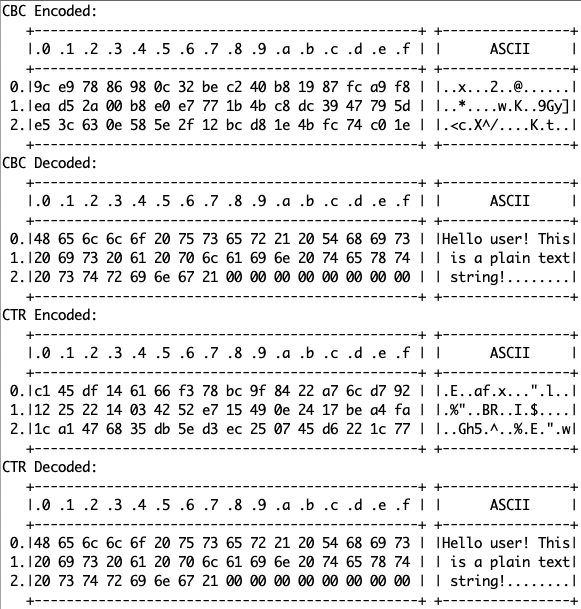 CBC Encoded:
+------------------------------------------------+ +----------------+
|.0 .1 .2 .3 .4 .5 .6 .7 .8 .9 .a .b .c .d .e .f | |      ASCII     |
+------------------------------------------------+ +----------------+
0.|9c e9 78 86 98 0c 32 be c2 40 b8 19 87 fc a9 f8 | |..x...2..@......|
1.|ea d5 2a 00 b8 e0 e7 77 1b 4b c8 dc 39 47 79 5d | |..*....w.K..9Gy]|
2.|e5 3c 63 0e 58 5e 2f 12 bc d8 1e 4b fc 74 c0 1e | |.<c.X^/....K.t..|
+------------------------------------------------+ +----------------+
CBC Decoded:
+------------------------------------------------+ +----------------+
|.0 .1 .2 .3 .4 .5 .6 .7 .8 .9 .a .b .c .d .e .f | |      ASCII     |
+------------------------------------------------+ +----------------+
0.|48 65 6c 6c 6f 20 75 73 65 72 21 20 54 68 69 73 | |Hello user! This|
1.|20 69 73 20 61 20 70 6c 61 69 6e 20 74 65 78 74 | | is a plain text|
2.|20 73 74 72 69 6e 67 21 00 00 00 00 00 00 00 00 | | string!........|
+------------------------------------------------+ +----------------+
CTR Encoded:
+------------------------------------------------+ +----------------+
|.0 .1 .2 .3 .4 .5 .6 .7 .8 .9 .a .b .c .d .e .f | |      ASCII     |
+------------------------------------------------+ +----------------+
0.|c1 45 df 14 61 66 f3 78 bc 9f 84 22 a7 6c d7 92 | |.E..af.x...".l..|
1.|12 25 22 14 03 42 52 e7 15 49 0e 24 17 be a4 fa | |.%"..BR..I.$....|
2.|1c a1 47 68 35 db 5e d3 ec 25 07 45 d6 22 1c 77 | |..Gh5.^..%.E.".w|
+------------------------------------------------+ +----------------+
CTR Decoded:
+------------------------------------------------+ +----------------+
|.0 .1 .2 .3 .4 .5 .6 .7 .8 .9 .a .b .c .d .e .f | |      ASCII     |
+------------------------------------------------+ +----------------+
0.|48 65 6c 6c 6f 20 75 73 65 72 21 20 54 68 69 73 | |Hello user! This|
1.|20 69 73 20 61 20 70 6c 61 69 6e 20 74 65 78 74 | | is a plain text|
2.|20 73 74 72 69 6e 67 21 00 00 00 00 00 00 00 00 | | string!........|
+------------------------------------------------+ +----------------+